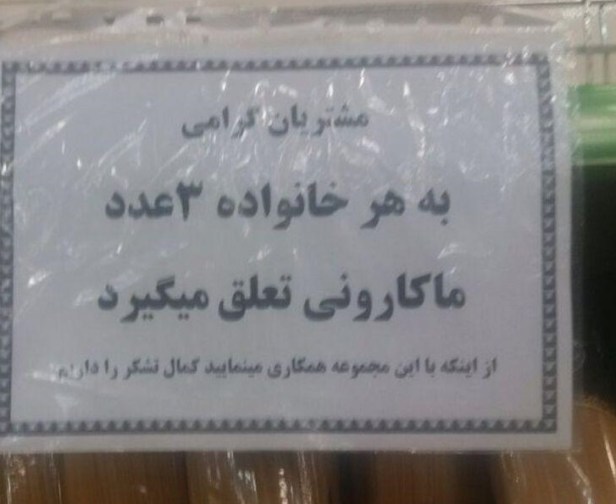 مشتریان گرامی
به هر خانواده ۳عدد
ماکارونی تعلق میگیرد
از اینکه با این مجموعه همکاری مینمایید کمال تشکر را داریم.